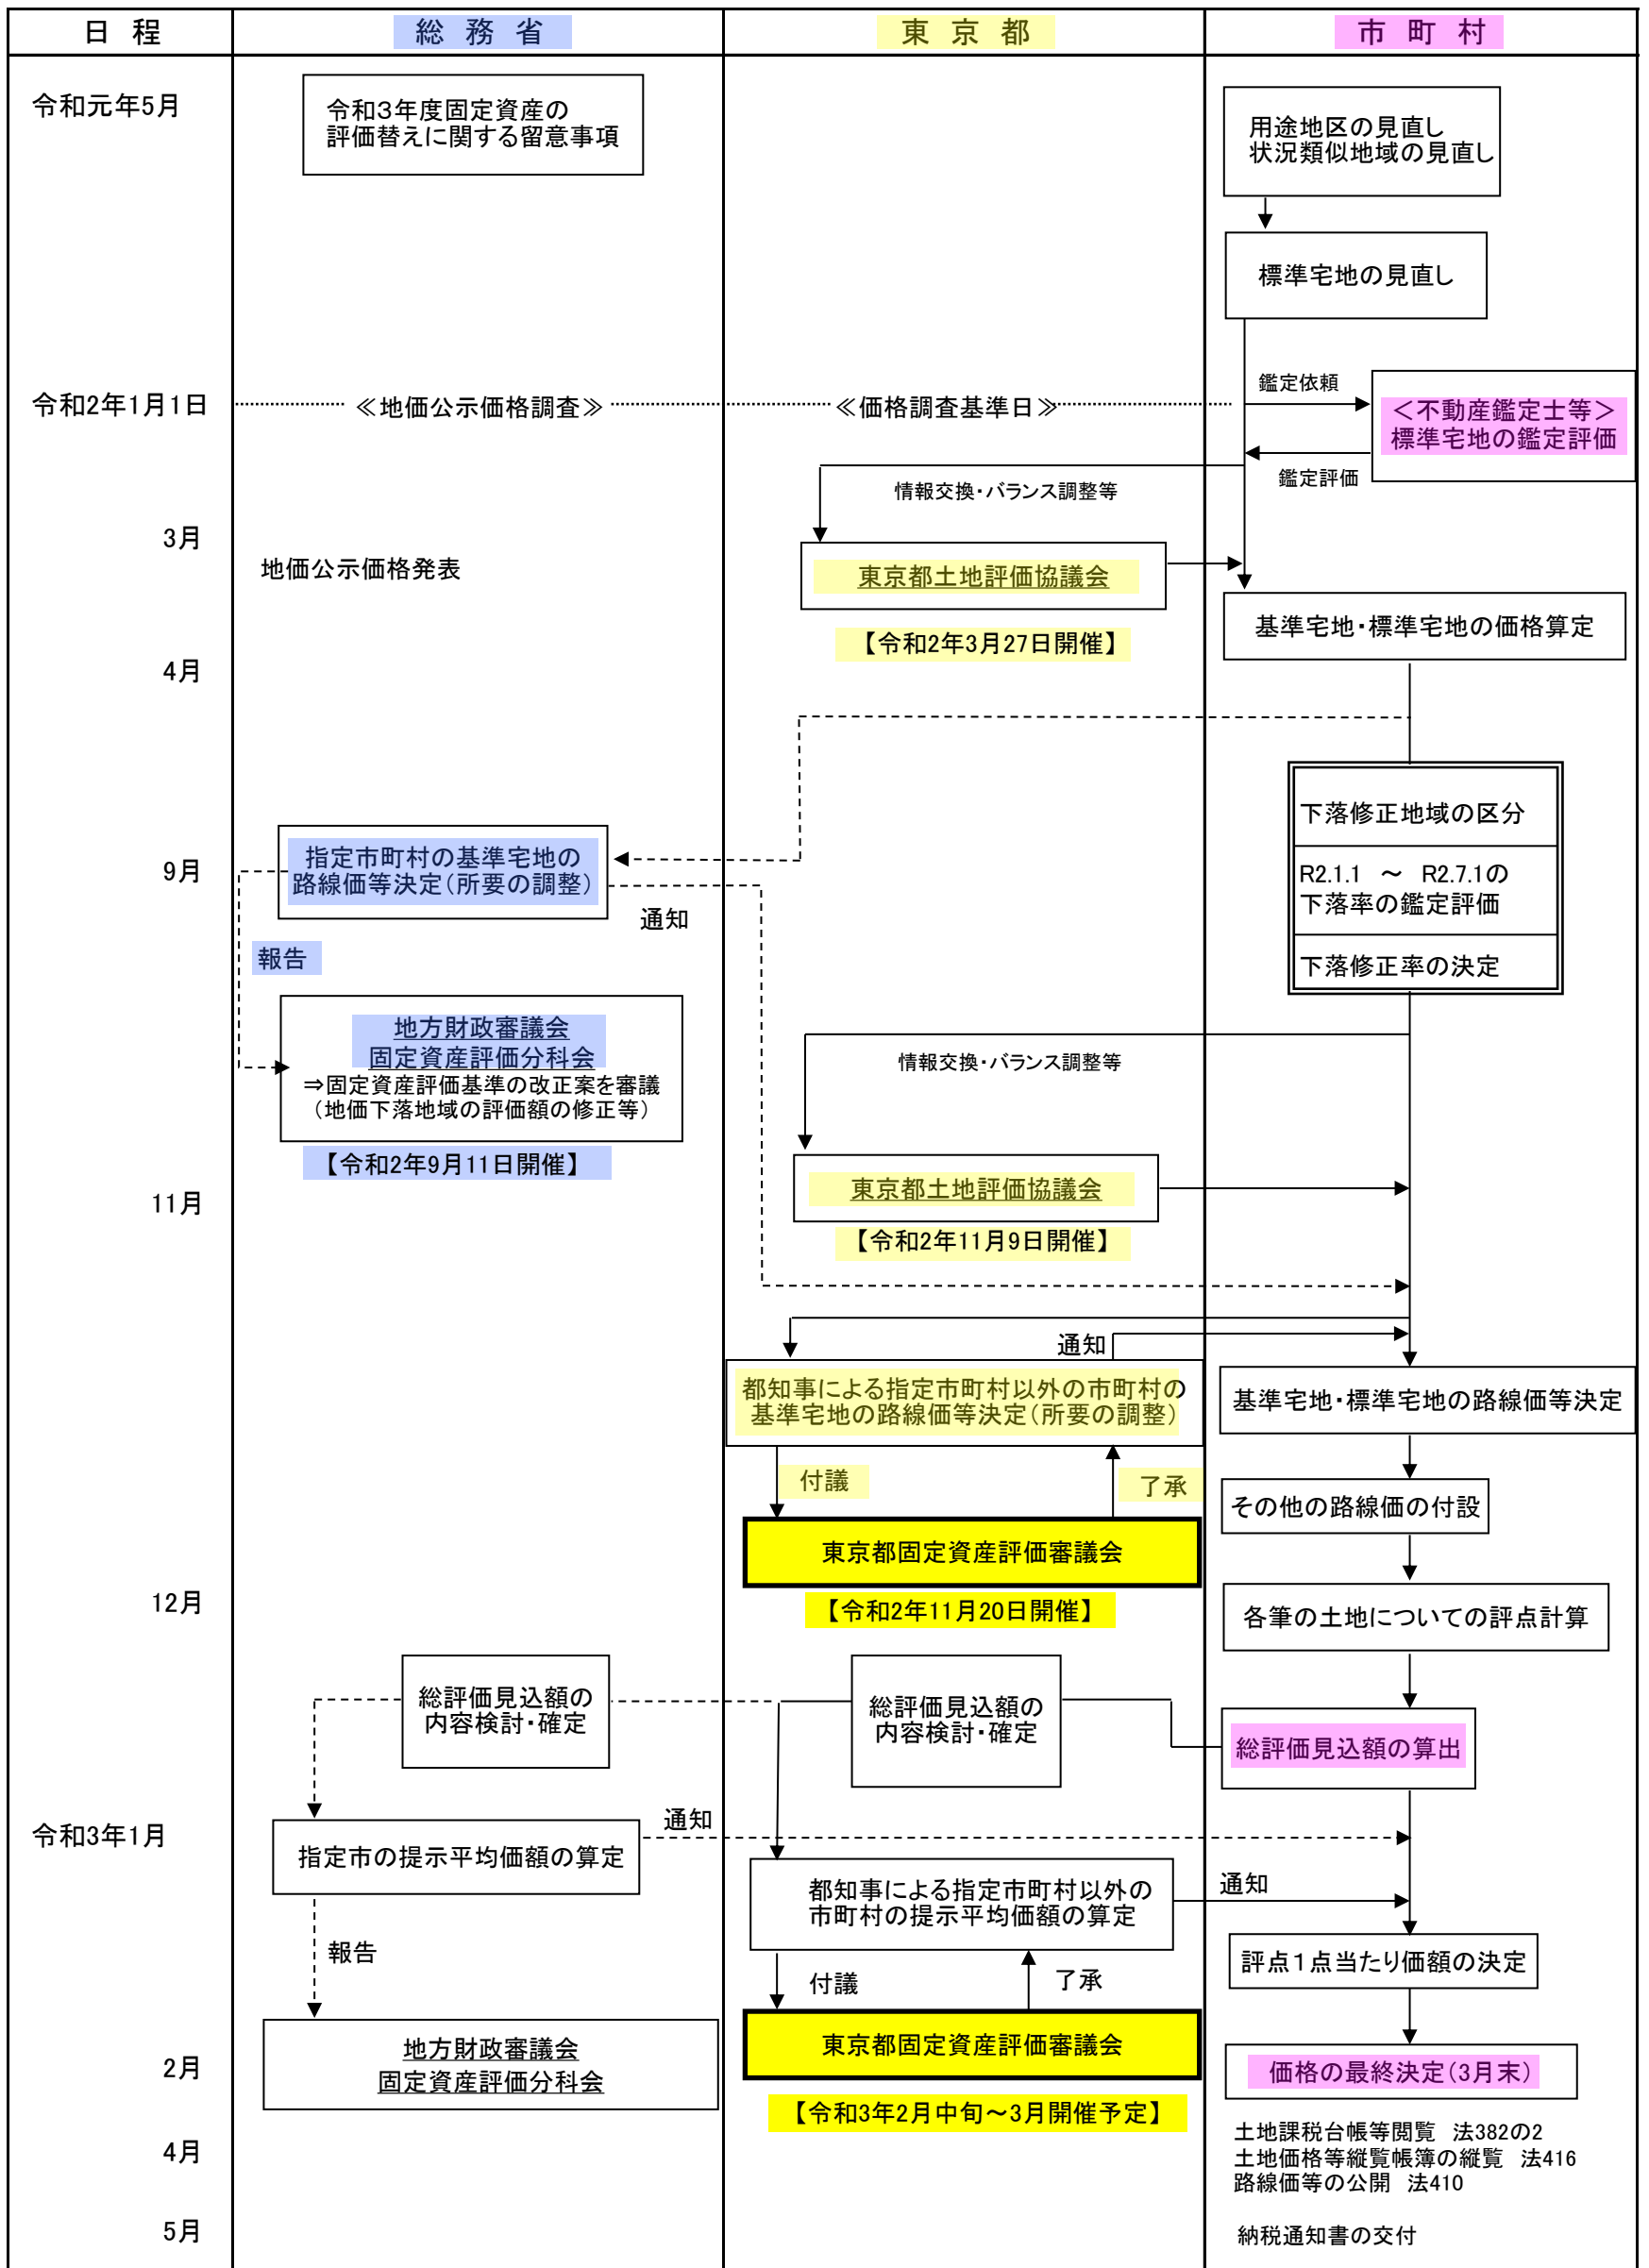 日 程
総 務 省
東 京 都
市 町 村
令和元年5月
令和3年度固定資産の
評価替えに関する留意事項
用途地区の見直し
状況類似地域の見直し
標準宅地の見直し
令和2年1月1日
≪地価公示価格調査≫
≪価格調査基準日≫
鑑定依頼
＜不動産鑑定士等＞
標準宅地の鑑定評価
鑑定評価
情報交換・バランス調整等
3月
地価公示価格発表
東京都土地評価協議会
【令和2年3月27日開催】
基準宅地・標準宅地の価格算定
4月
下落修正地域の区分
R2.1.1 ～ R2.7.1の
下落率の鑑定評価
下落修正率の決定
9月
指定市町村の基準宅地の
路線価等決定（所要の調整）
通知
報告
地方財政審議会
固定資産評価分科会
⇒固定資産評価基準の改正案を審議
（地価下落地域の評価額の修正等）
【令和2年9月11日開催】
情報交換・バランス調整等
11月
東京都土地評価協議会
【令和2年11月9日開催】
通知
都知事による指定市町村以外の市町村の
基準宅地の路線価等決定（所要の調整）
基準宅地・標準宅地の路線価等決定
付議
了承
その他の路線価の付設
東京都固定資産評価審議会
【令和2年11月20日開催】
12月
各筆の土地についての評点計算
総評価見込額の
内容検討・確定
総評価見込額の
内容検討・確定
総評価見込額の算出
令和3年1月
通知
指定市の提示平均価額の算定
都知事による指定市町村以外の
市町村の提示平均価額の算定
通知
報告
付議
了承
評点１点当たり価額の決定
2月
地方財政審議会
固定資産評価分科会
東京都固定資産評価審議会
【令和3年2月中旬～3月開催予定】
価格の最終決定（3月末）
4月
土地課税台帳等閲覧 法382の2
土地価格等縦覧帳簿の縦覧 法416
路線価等の公開 法410
5月
納税通知書の交付